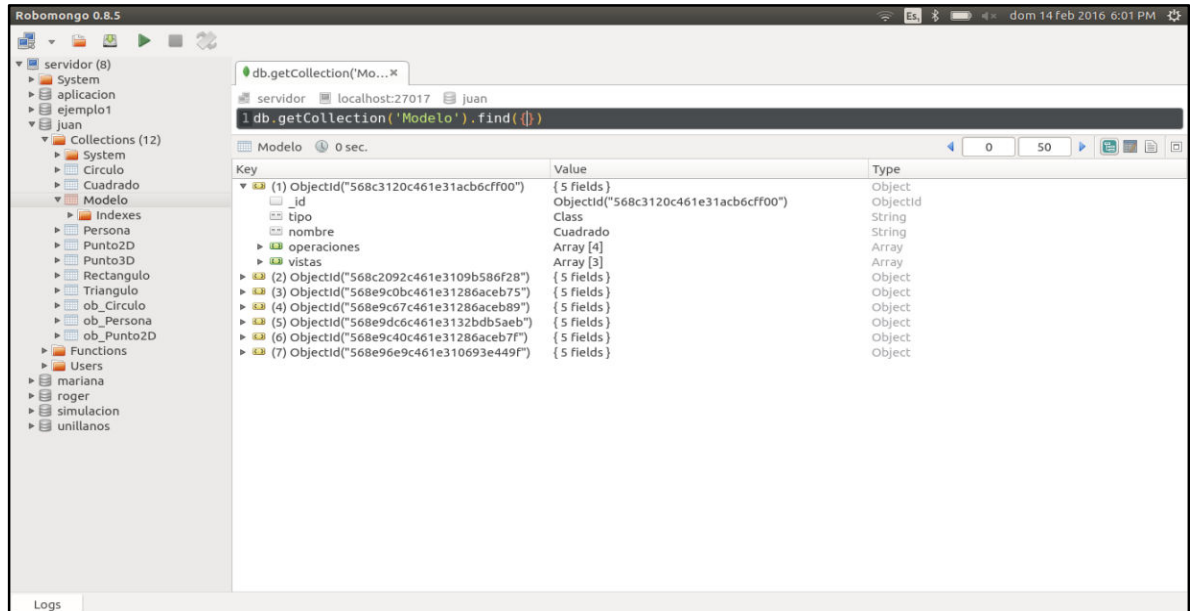 Robomongo 0.8.5
Es
dom 14 feb 2016 6:01 PM
servidor (8)
System
aplicacion
ejemplo1
juan
Collections (12)
System
Circulo
Cuadrado
Modelo
Indexes
Persona
Punto2D
Punto3D
Rectangulo
Triangulo
ob_Circulo
ob_Persona
ob_Punto2D
Functions
Users
mariana
roger
simulacion
unillanos
db.getCollection('Mo...×
servidor localhost:27017 juan
1 db.getCollection('Modelo').find({})
Modelo 0 sec. 0 50
Key Value Type
(1) ObjectId("568c3120c461e31acb6cff00") { 5 fields } Object
_id ObjectId("568c3120c461e31acb6cff00") ObjectId
tipo Class String
nombre Cuadrado String
operaciones Array [4] Array
vistas Array [3] Array
(2) ObjectId("568c2092c461e3109b586f28") { 5 fields } Object
(3) ObjectId("568e9c0bc461e31286aceb75") { 5 fields } Object
(4) ObjectId("568e9c67c461e31286aceb89") { 5 fields } Object
(5) ObjectId("568e9dc6c461e3132bdb5aeb") { 5 fields } Object
(6) ObjectId("568e9c40c461e31286aceb7f") { 5 fields } Object
(7) ObjectId("568e96e9c461e310693e449f") { 5 fields } Object
Logs